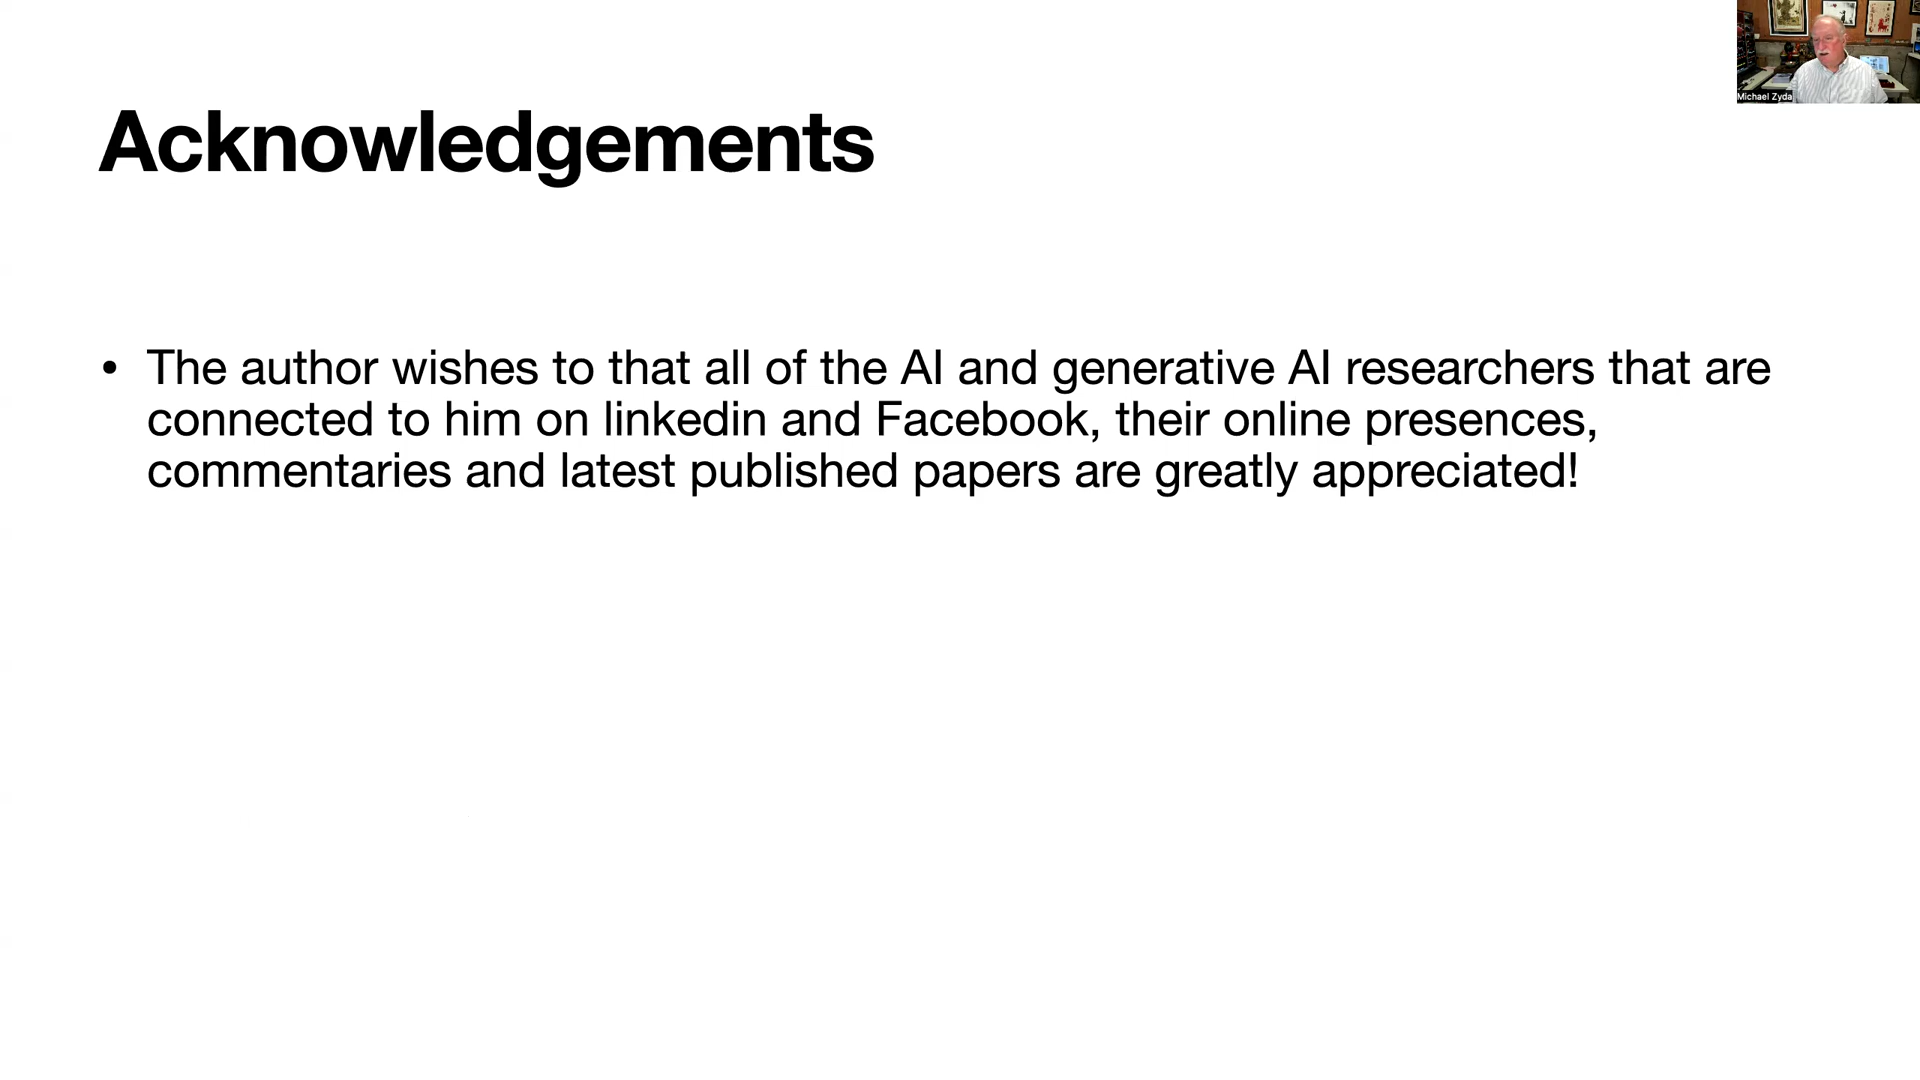 Michael Zyda
Acknowledgements
• The author wishes to that all of the AI and generative AI researchers that are
connected to him on linkedin and Facebook, their online presences,
commentaries and latest published papers are greatly appreciated!